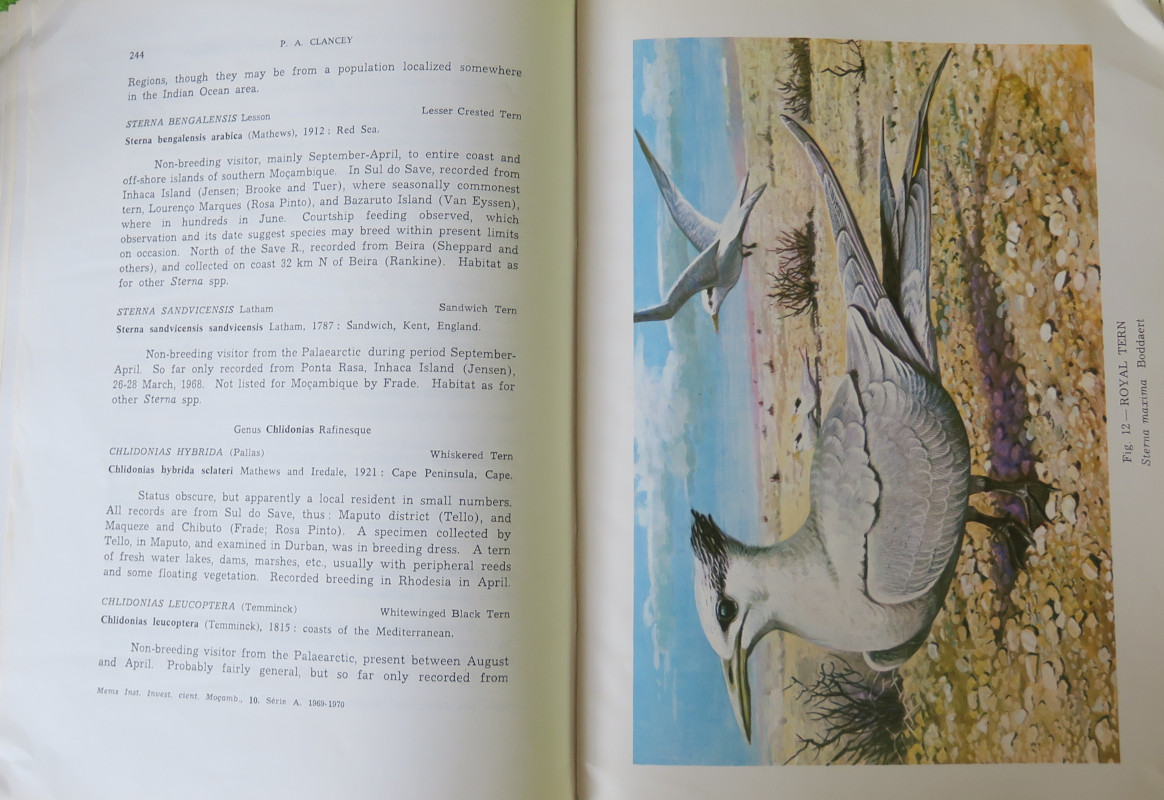 244
P. A. CLANCEY
Regions, though they may be from a population localized somewhere
in the Indian Ocean area.
STERNA BENGALENSIS Lesson Lesser Crested Tern
Sterna bengalensis arabica (Mathews), 1912 : Red Sea.
Non-breeding visitor, mainly September-April, to entire coast and
off-shore islands of southern Moçambique. In Sul do Save, recorded from
Inhaca Island (Jensen; Brooke and Tuer), where seasonally commonest
tern, Lourenço Marques (Rosa Pinto), and Bazaruto Island (Van Eyssen),
where in hundreds in June. Courtship feeding observed, which
observation and its date suggest species may breed within present limits
on occasion. North of the Save R., recorded from Beira (Sheppard and
others), and collected on coast 32 km N of Beira (Rankine). Habitat as
for other Sterna spp.
STERNA SANDVICENSIS Latham Sandwich Tern
Sterna sandvicensis sandvicensis Latham, 1787 : Sandwich, Kent, England.
Non-breeding visitor from the Palaearctic during period September-
April. So far only recorded from Ponta Rasa, Inhaca Island (Jensen),
26-28 March, 1968. Not listed for Moçambique by Frade. Habitat as for
other Sterna spp.
Genus Chlidonias Rafinesque
CHLIDONIAS HYBRIDA (Pallas) Whiskered Tern
Chlidonias hybrida sclateri Mathews and Iredale, 1921 : Cape Peninsula, Cape.
Status obscure, but apparently a local resident in small numbers.
All records are from Sul do Save, thus : Maputo district (Tello), and
Maqueze and Chibuto (Frade; Rosa Pinto). A specimen collected by
Tello, in Maputo, and examined in Durban, was in breeding dress. A tern
of fresh water lakes, dams, marshes, etc., usually with peripheral reeds
and some floating vegetation. Recorded breeding in Rhodesia in April.
CHLIDONIAS LEUCOPTERA (Temminck) Whitewinged Black Tern
Chlidonias leucoptera (Temminck), 1815 : coasts of the Mediterranean.
Non-breeding visitor from the Palaearctic, present between August
and April. Probably fairly general, but so far only recorded from
Mems Inst. Invest. cient. Moçamb., 10. Série A. 1969-1970
Fig. 12 — ROYAL TERN
Sterna maxima Boddaert